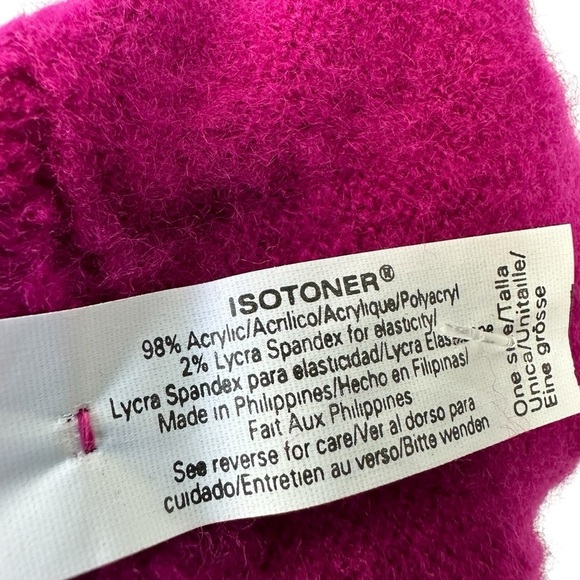 ISOTONER®
98% Acrylic/Acrilico/Acrylique/Polyacryl
2% Lycra Spandex for elasticity/
Lycra Spandex para elasticidad/Lycra
Made in Philippines/Hecho en Filipinas/
Fait Aux Philippines
See reverse for care/Ver al dorso para
cuidado/Entretien au verso/Bitte wenden
One size/Talla
Unica/Unitaille/
Eine grösse